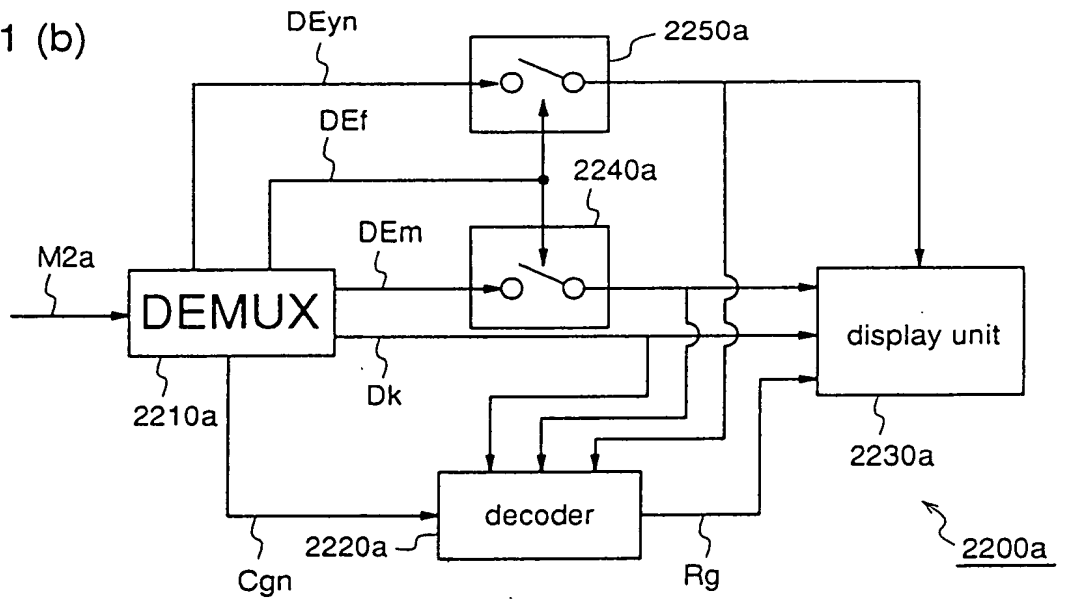 1 (b)
DEyn
2250a
DEf
2240a
DEm
M2a
DEMUX
display unit
Dk
2210a
2230a
decoder
2220a
Cgn
Rg
2200a